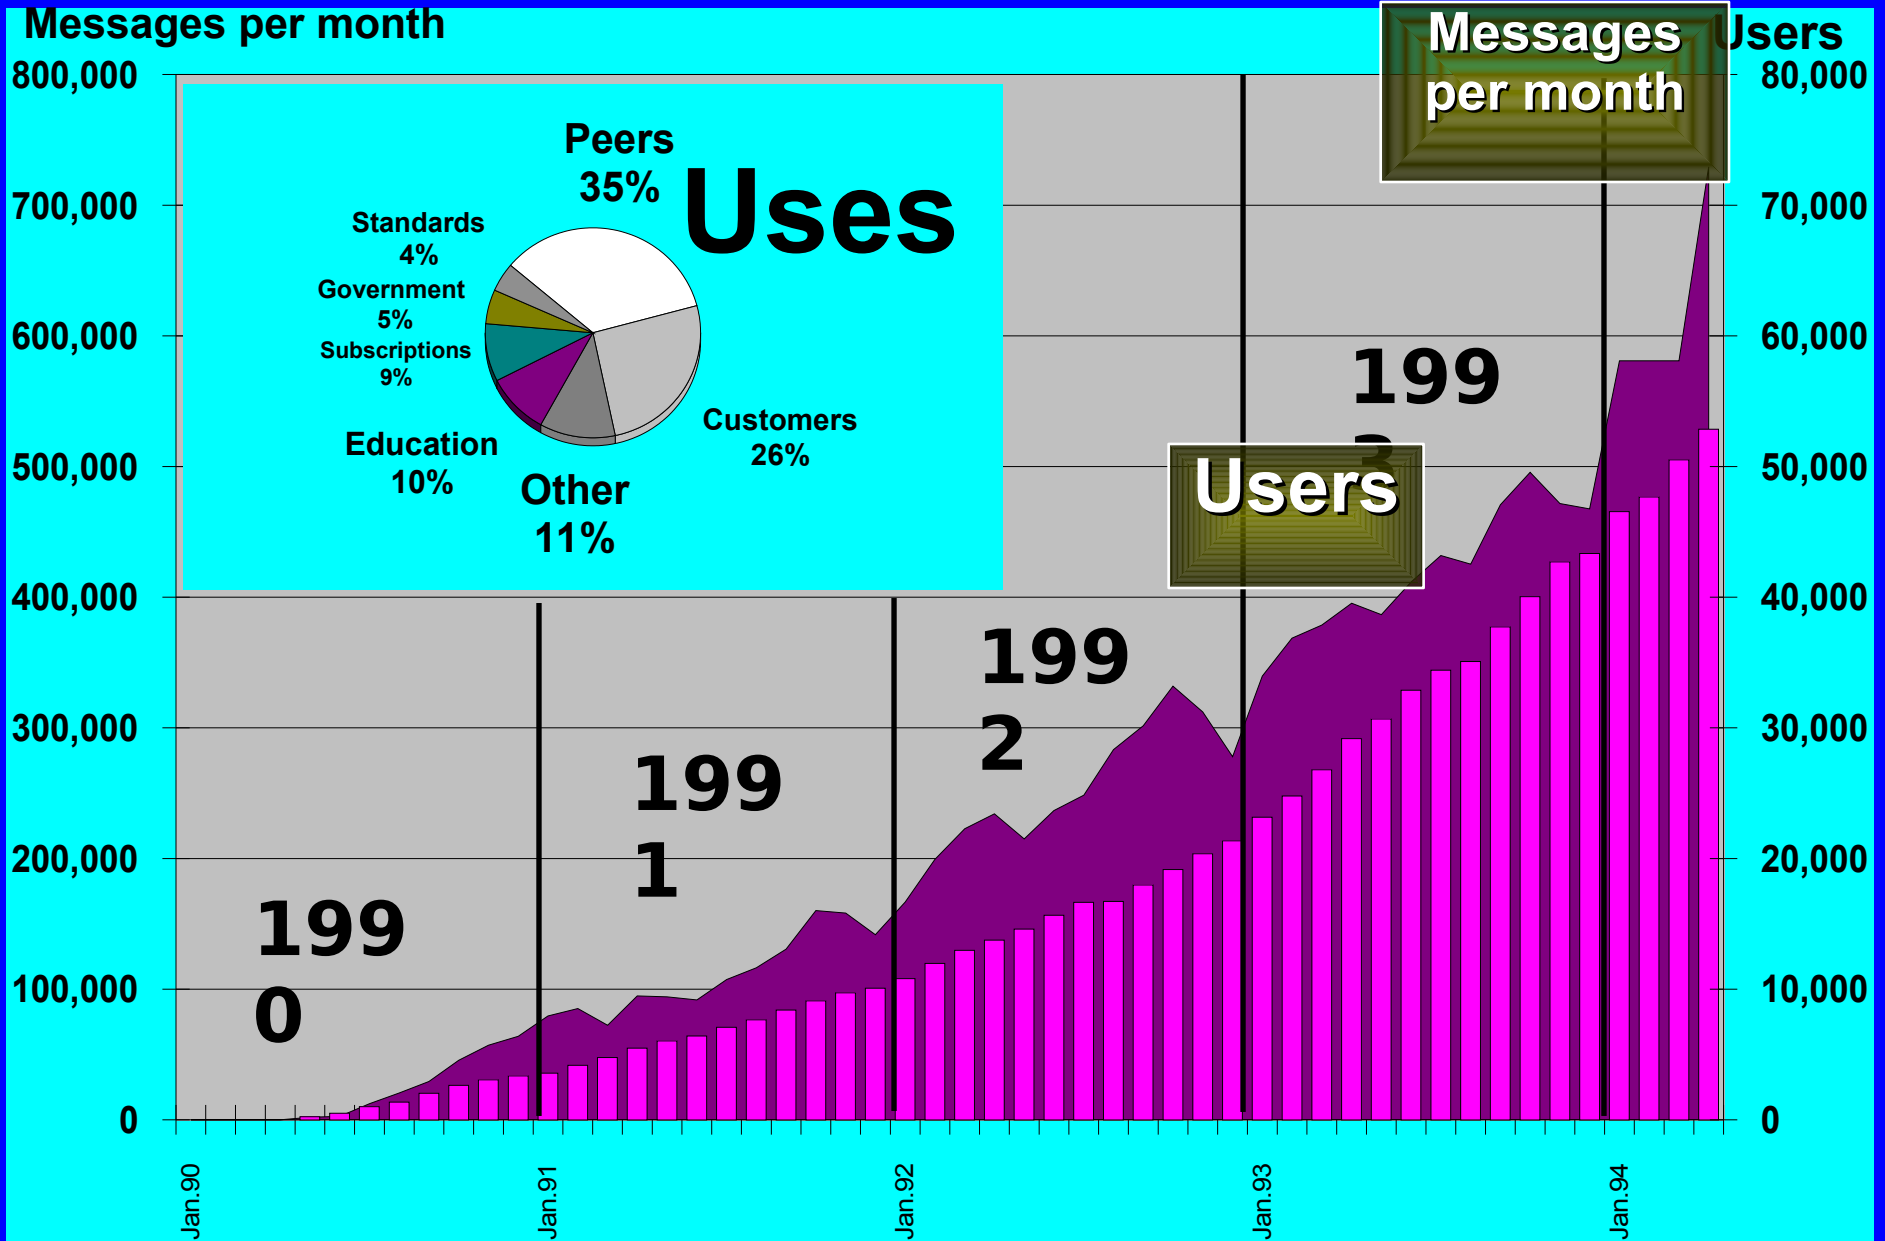 Messages per month
Messages
per month
Users
800,000
700,000
600,000
500,000
400,000
300,000
200,000
100,000
0
80,000
70,000
60,000
50,000
40,000
30,000
20,000
10,000
0
Uses
Peers
35%
Standards
4%
Government
5%
Subscriptions
9%
Education
10%
Other
11%
Customers
26%
199
0
199
1
199
2
199
3
Users
Jan.90
Jan.91
Jan.92
Jan.93
Jan.94